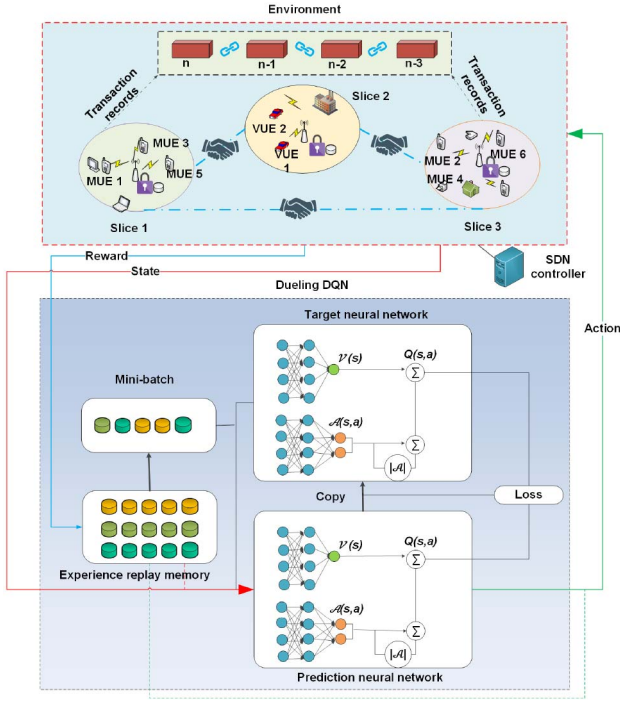 Environment
n
n-1
n-2
n-3
Transaction
records
Transaction
records
Slice 2
VUE 2
VUE
1
MUE 3
MUE 1
MUE 5
MUE 2
MUE 6
MUE 4
Slice 1
Slice 3
Reward
State
SDN
controller
Dueling DQN
Action
Target neural network
V(s)
Q(s,a)
Mini-batch
A(s,a)
Σ
Σ
|A|
Copy
Loss
V(s)
Q(s,a)
Σ
Experience replay memory
A(s,a)
Σ
|A|
Prediction neural network